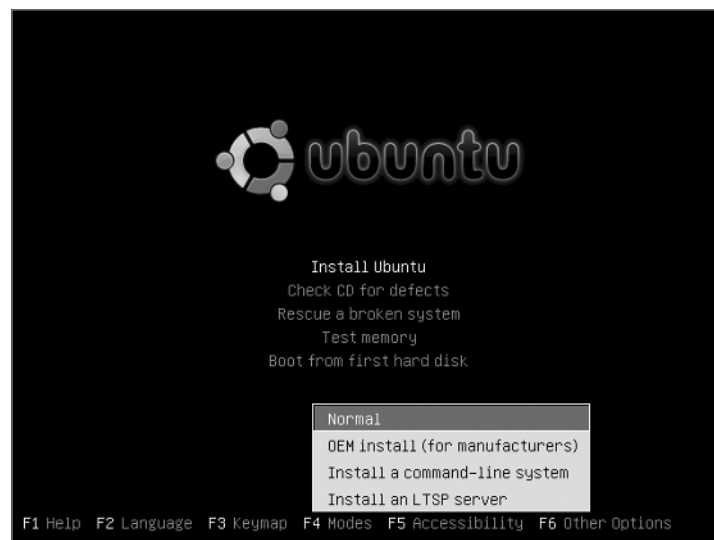 ubuntu
Install Ubuntu
Check CD for defects
Rescue a broken system
Test memory
Boot from first hard disk
Normal
OEM install (for manufacturers)
Install a command-line system
Install an LTSP server
F1 Help F2 Language F3 Keymap F4 Modes F5 Accessibility F6 Other Options